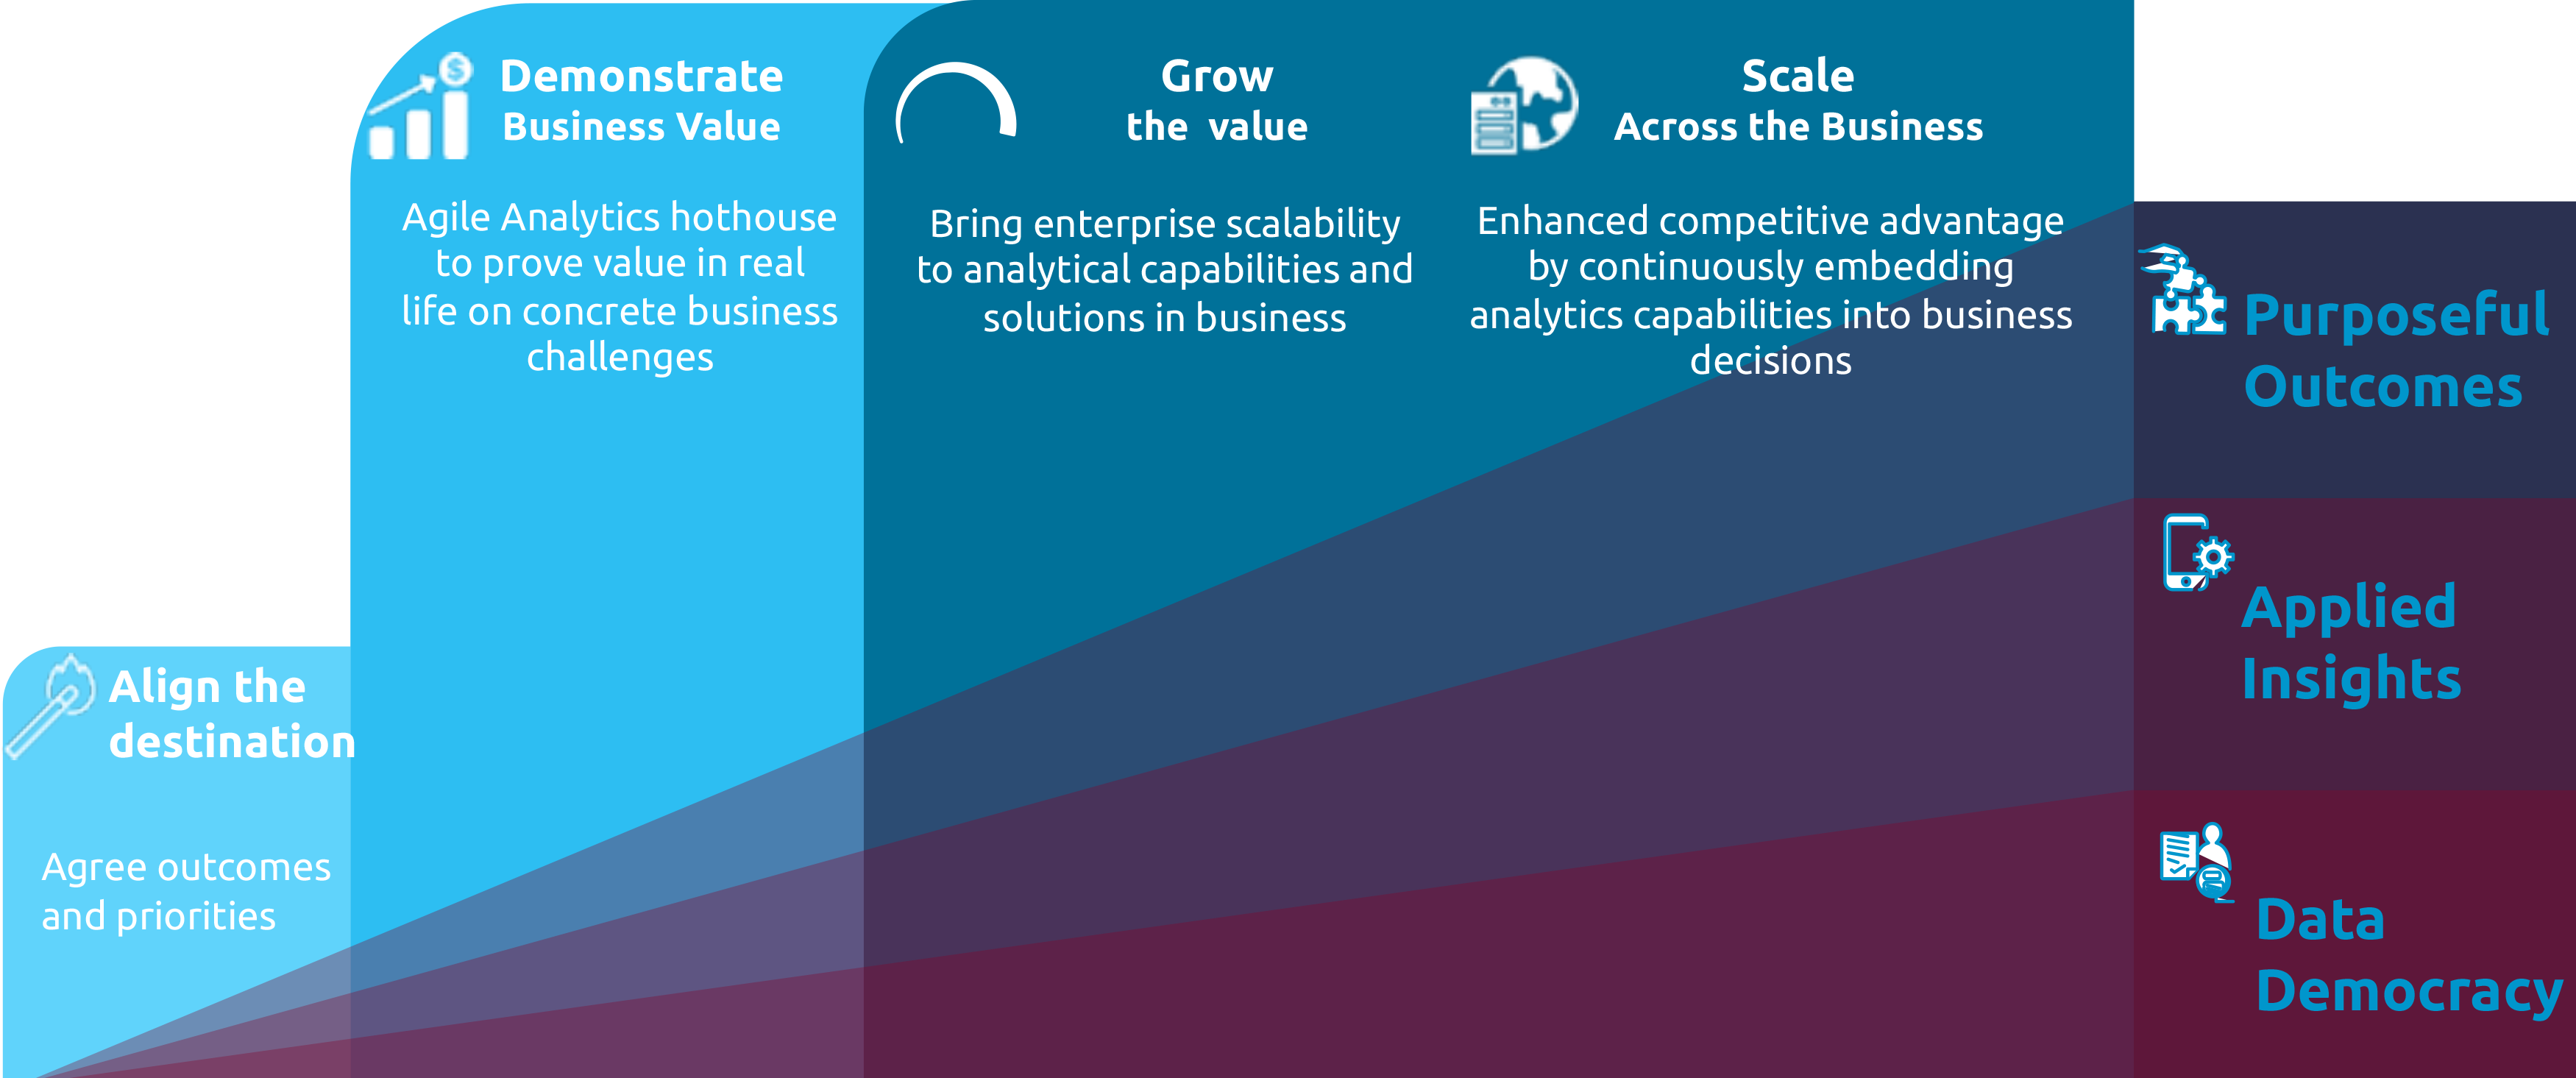 Demonstrate
Business Value
Agile Analytics hothouse
to prove value in real
life on concrete business
challenges
Grow
the  value
Bring enterprise scalability
to analytical capabilities and
solutions in business
Scale
Across the Business
Enhanced competitive advantage
by continuously embedding
analytics capabilities into business
decisions
Align the
destination
Agree outcomes
and priorities
Purposeful
Outcomes
Applied
Insights
Data
Democracy